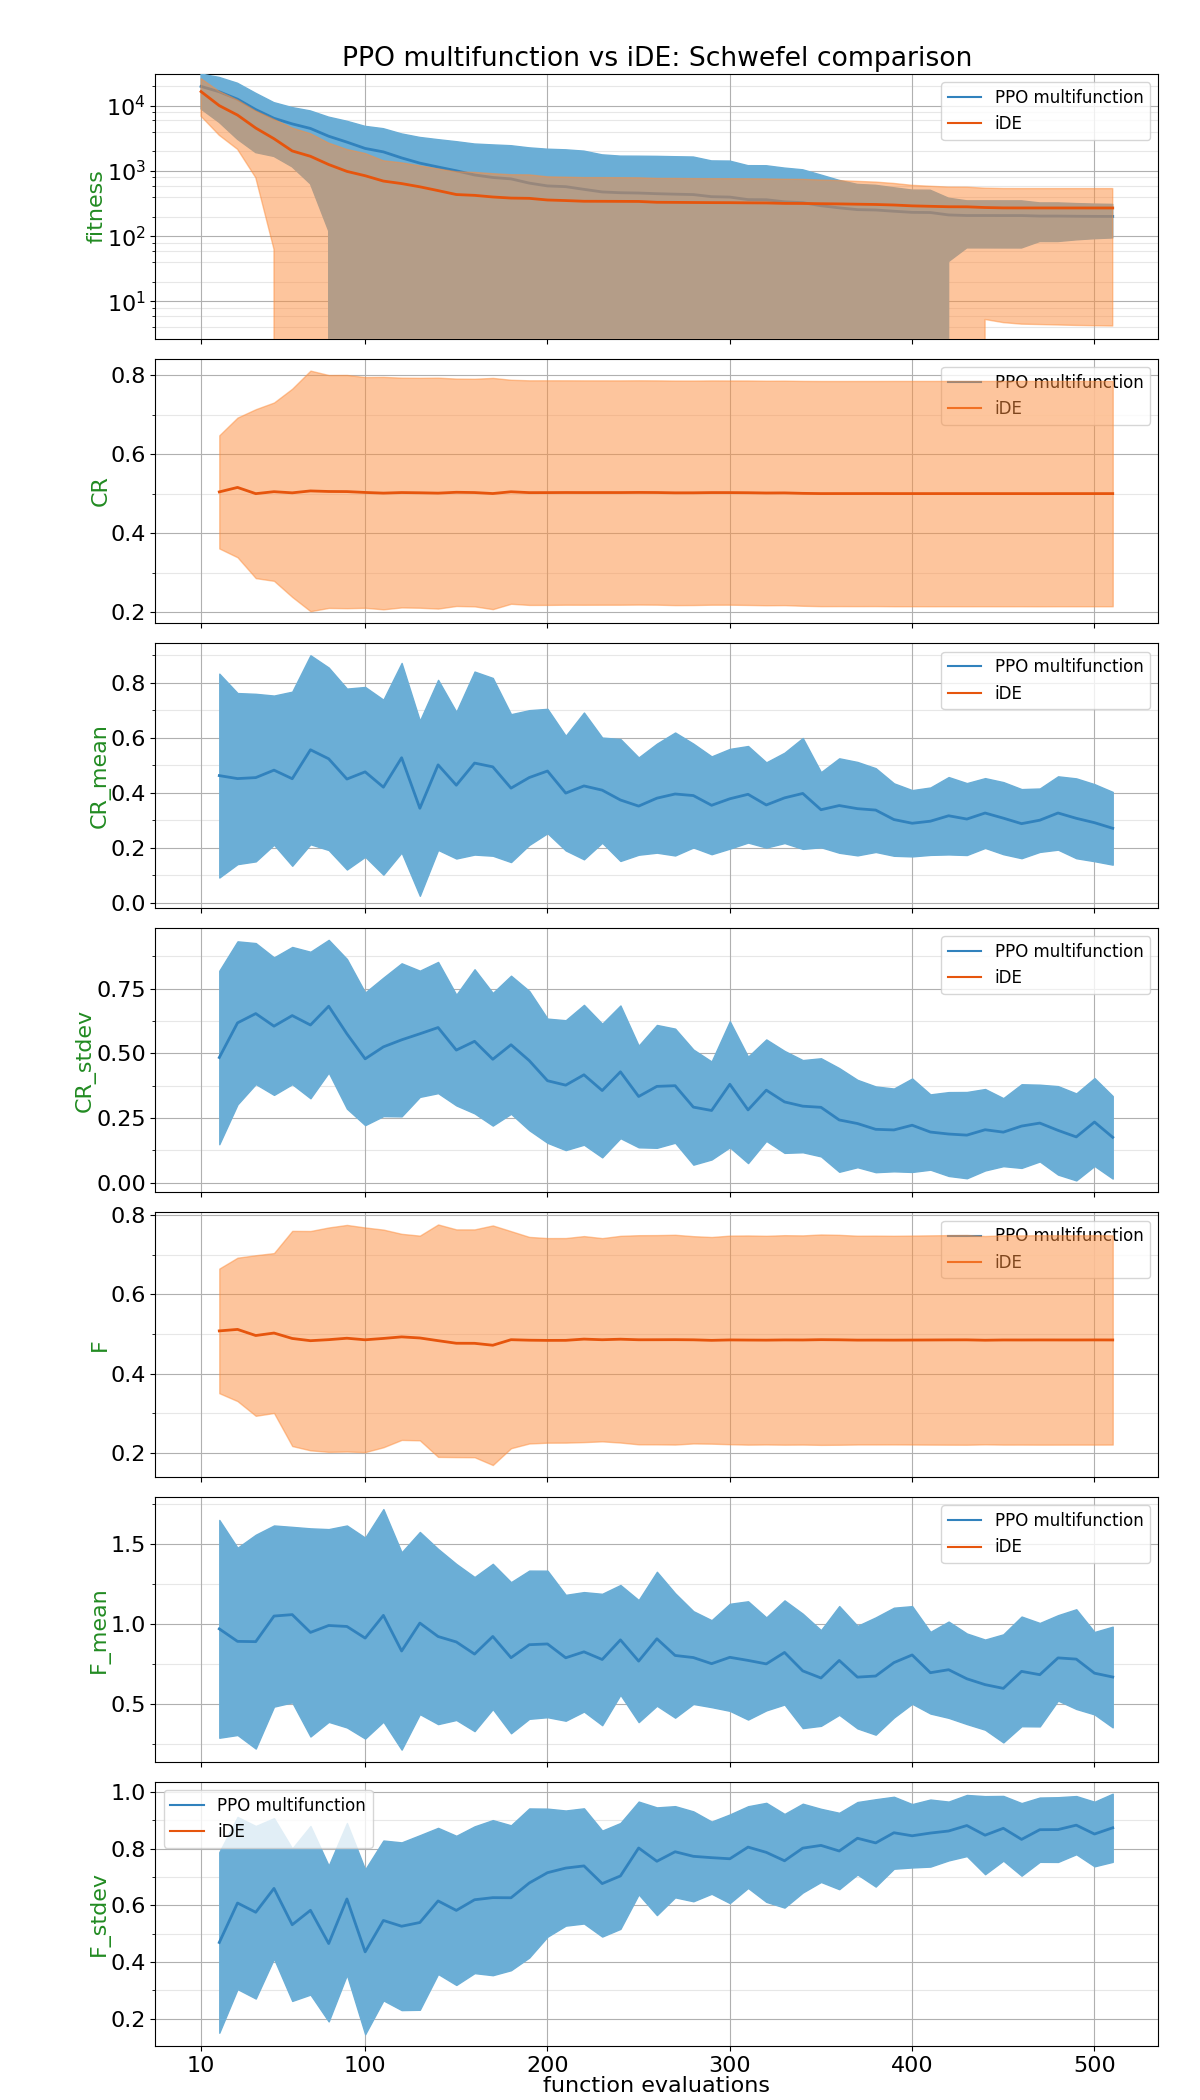 PPO multifunction vs iDE: Schwefel comparison
fitness
10⁴
10³
10²
10¹
PPO multifunction
iDE
CR
0.8
0.6
0.4
0.2
PPO multifunction
iDE
CR_mean
0.8
0.6
0.4
0.2
0.0
PPO multifunction
iDE
CR_stdev
0.75
0.50
0.25
0.00
PPO multifunction
iDE
F
0.8
0.6
0.4
0.2
PPO multifunction
iDE
F_mean
1.5
1.0
0.5
PPO multifunction
iDE
F_stdev
1.0
0.8
0.6
0.4
0.2
PPO multifunction
iDE
10 100 200 300 400 500
function evaluations